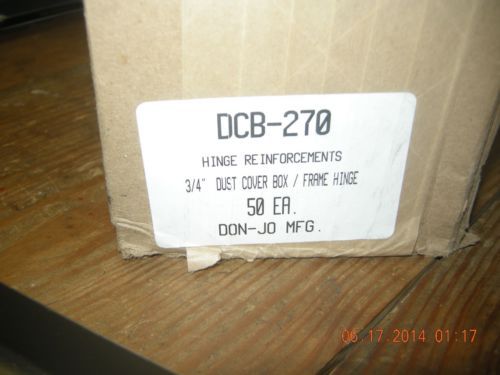 DCB-270
HINGE REINFORCEMENTS
3/4" DUST COVER BOX / FRAME HINGE
50 EA.
DON-JO MFG.
06.17.2014 01:17